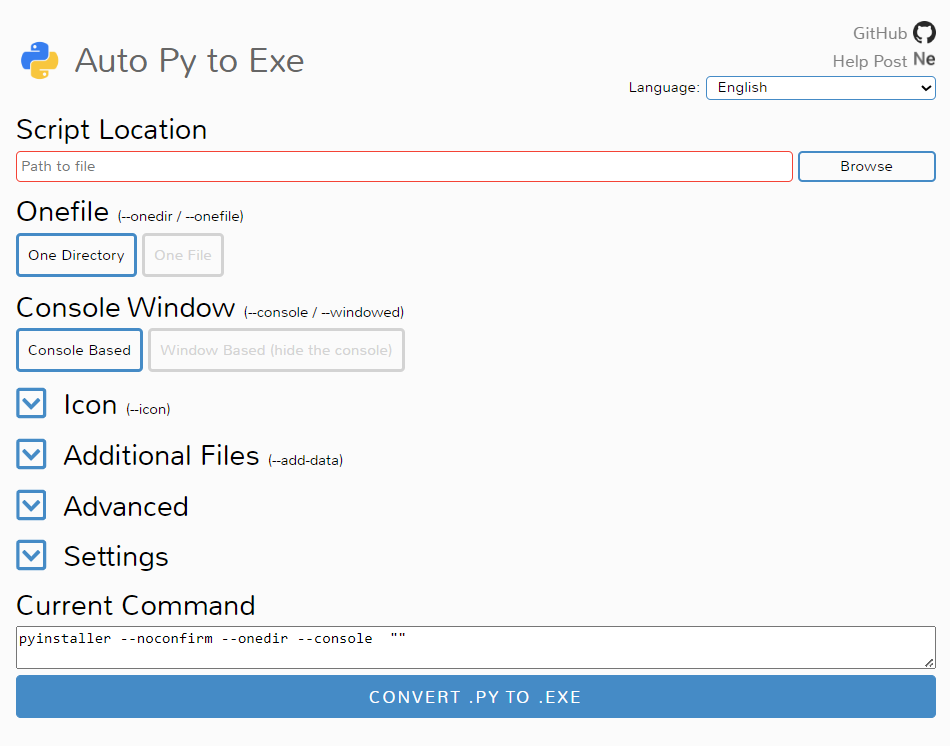 GitHub
Auto Py to Exe
Help Post Ne
Language: English
Script Location
Path to file
Browse
Onefile (--onedir / --onefile)
One Directory
One File
Console Window (--console / --windowed)
Console Based
Window Based (hide the console)
Icon (--icon)
Additional Files (--add-data)
Advanced
Settings
Current Command
pyinstaller --noconfirm --onedir --console  ""
CONVERT .PY TO .EXE